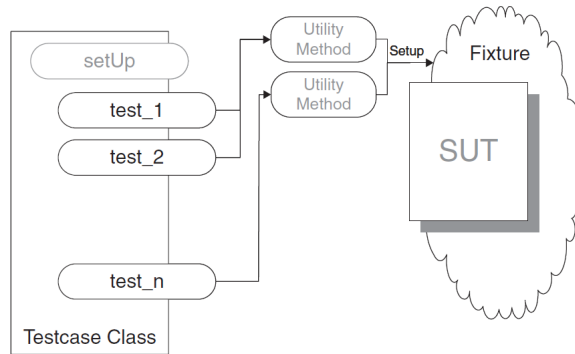 setUp
test_1
test_2
test_n
Testcase Class
Utility
Method
Utility
Method
Setup
Fixture
SUT